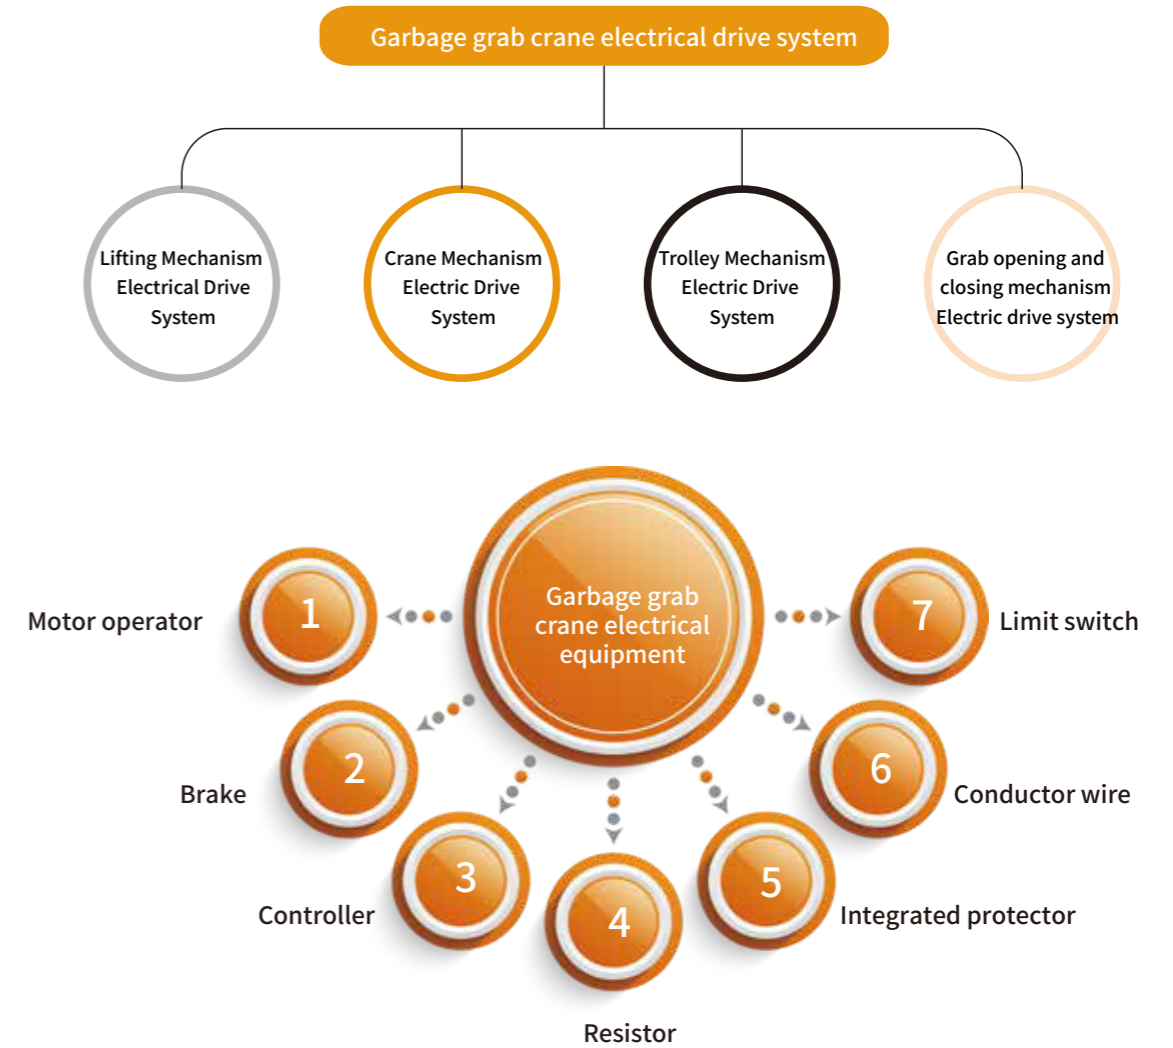 Garbage grab crane electrical drive system
Lifting Mechanism
Electrical Drive
System
Crane Mechanism
Electric Drive
System
Trolley Mechanism
Electric Drive
System
Grab opening and
closing mechanism
Electric drive system
Garbage grab
crane electrical
equipment
1
Motor operator
2
Brake
3
Controller
4
Resistor
5
Integrated protector
6
Conductor wire
7
Limit switch